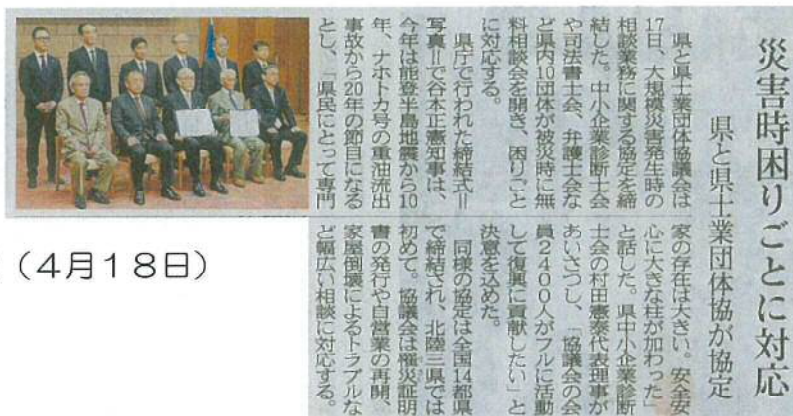 災害時困りごとに対応
県と県士業団体協が協定
県と県士業団体協議会は
17日、大規模災害発生時の
相談業務に関する協定を締
結した。中小企業診断士会
や司法書士会、弁護士会な
ど県内10団体が被災時に無
料相談会を開き、困りごと
に対応する。
県庁で行われた締結式＝
写真＝で谷本正憲知事は、
今年は能登半島地震から10
年、ナホトカ号の重油流出
事故から20年の節目になる
とし、「県民にとって専門
家の存在は大きい。安全安
心に大きな柱が加わった」
と話した。県中小企業診断
士会の村田憲泰代表理事が
あいさつし、「協議会の会
員2400人がフルに活動
して復興に貢献したい」と
決意を込めた。
同様の協定は全国14都県
で締結され、北陸三県では
初めて。協議会は罹災証明
書の発行や自営業の再開、
家屋倒壊によるトラブルな
ど幅広い相談に対応する。
(4月18日)